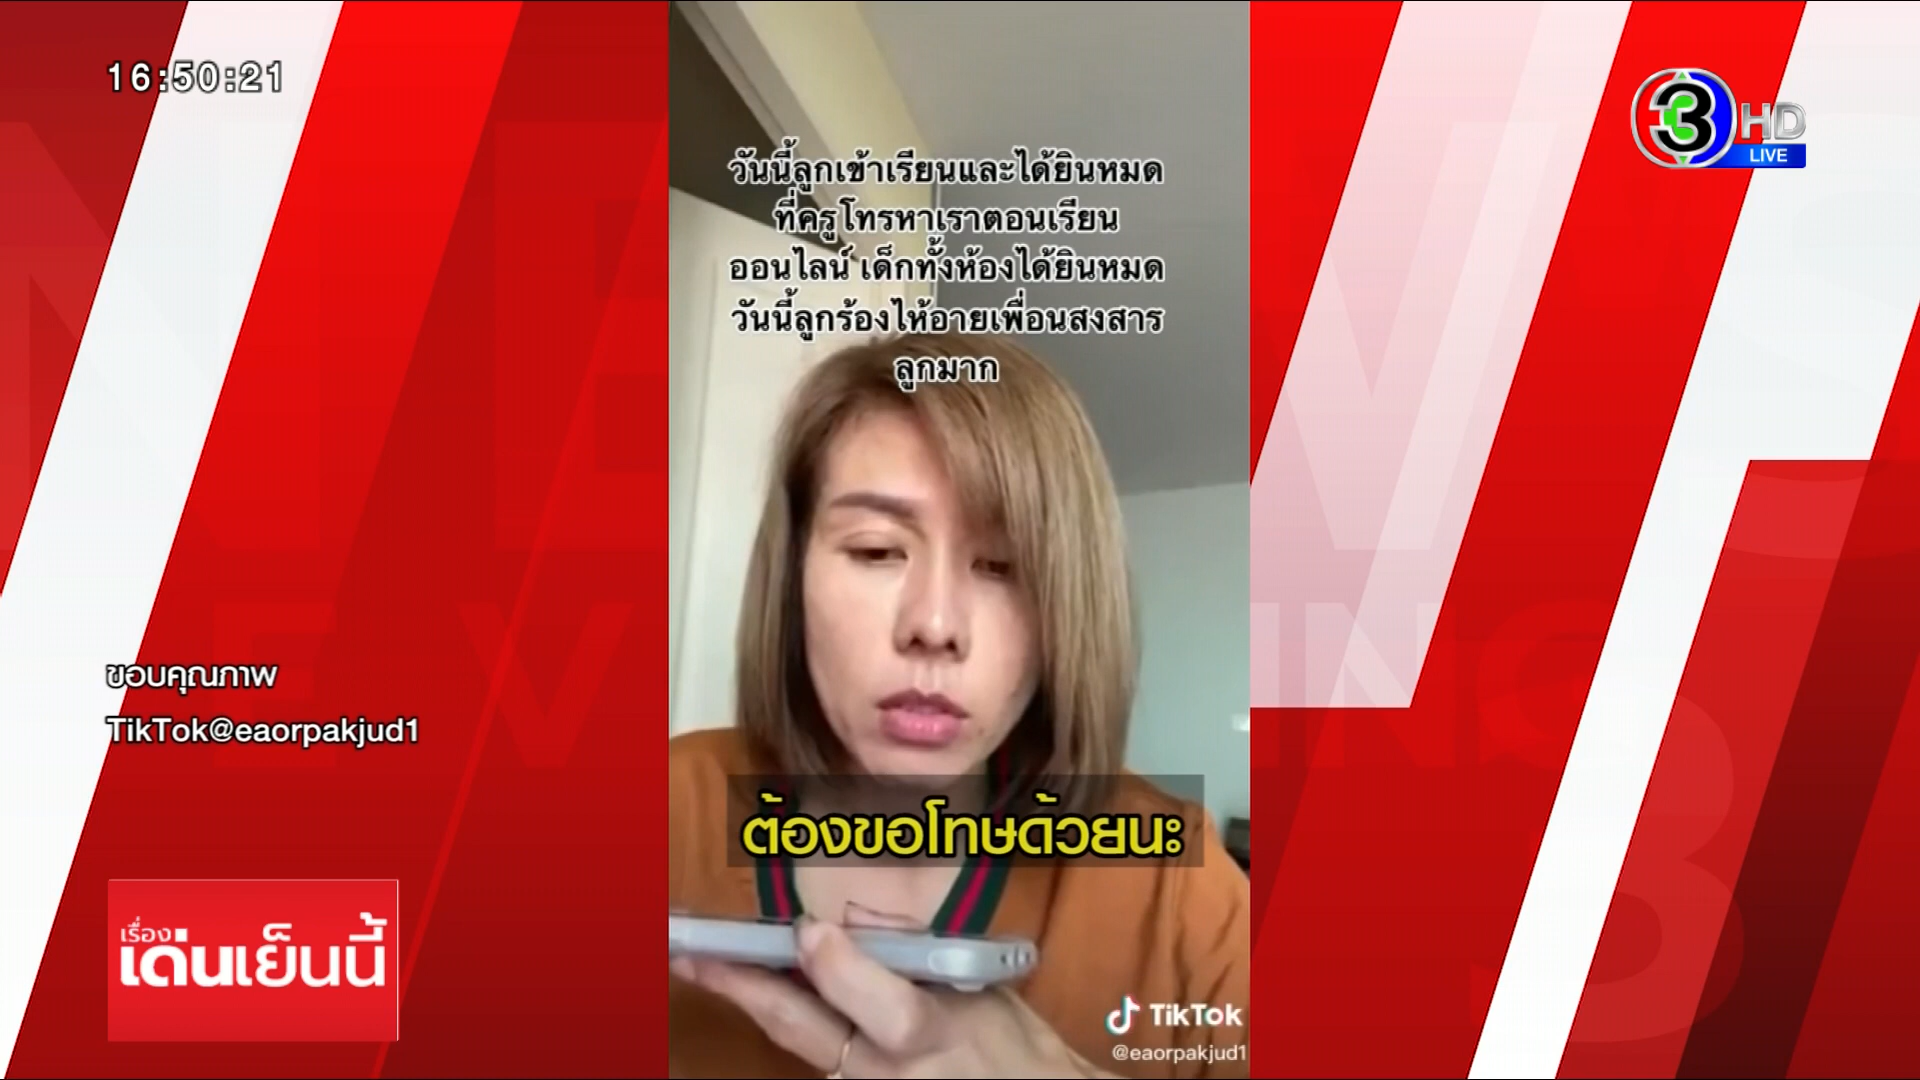 16:50:21
3 HD
LIVE
วันนี้ลูกเข้าเรียนและได้ยินหมด
ที่ครูโทรหาเราตอนเรียน
ออนไลน์ เด็กทั้งห้องได้ยินหมด
วันนี้ลูกร้องไห้อายเพื่อนสงสาร
ลูกมาก
ขอบคุณภาพ
TikTok@eaorpakjud1
ต้องขอโทษด้วยนะ
เรื่อง
เด่นเย็นนี้
TikTok
@eaorpakjud1
NEWS
EVENING
3